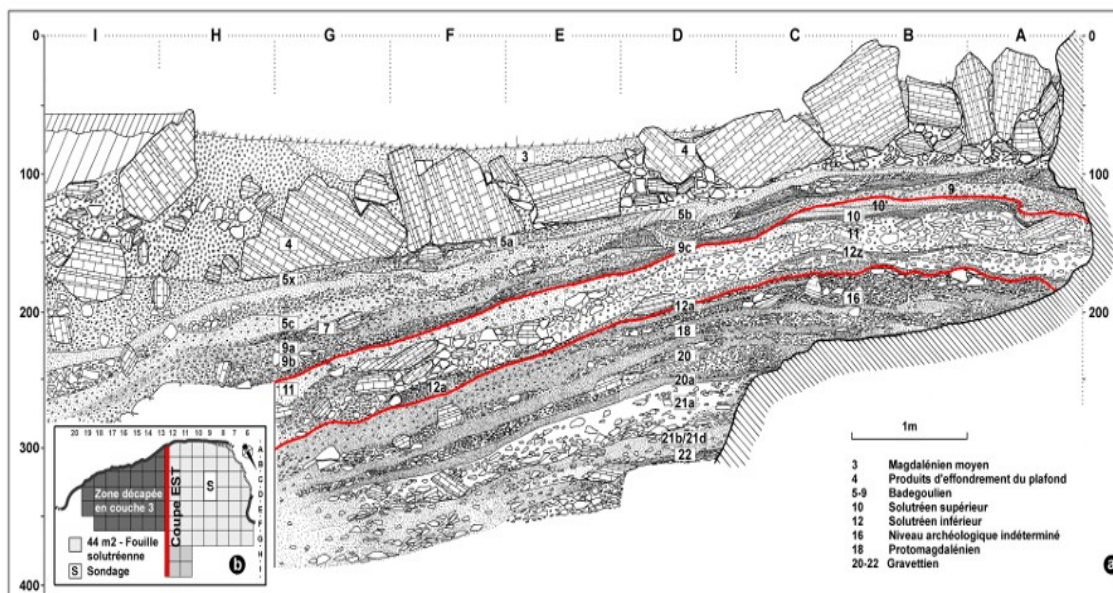 I H G F E D C B A
0 0
3
4
100 100
9
10'
5b
10
11
4
5a
9c
12z
5x
16
200 12a 200
5c
7
18
9a
9b
20
12a
11
20a
21a
21b/21d
300
22
400
20 19 18 17 16 15 14 13 12 11 10 9 8 7 6
A
B
C
D
E
F
G
H
I
Zone décapée
en couche 3
Coupe EST
S
44 m2 - Fouille
solutréenne
S Sondage
b
1m
3 Magdalénien moyen
4 Produits d'effondrement du plafond
5-9 Badegoulien
10 Solutréen supérieur
12 Solutréen inférieur
16 Niveau archéologique indéterminé
18 Protomagdalénien
20-22 Gravettien
a